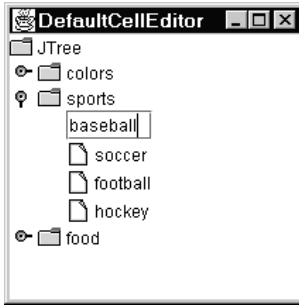 DefaultCellEditor
JTree
colors
sports
baseball
soccer
football
hockey
food